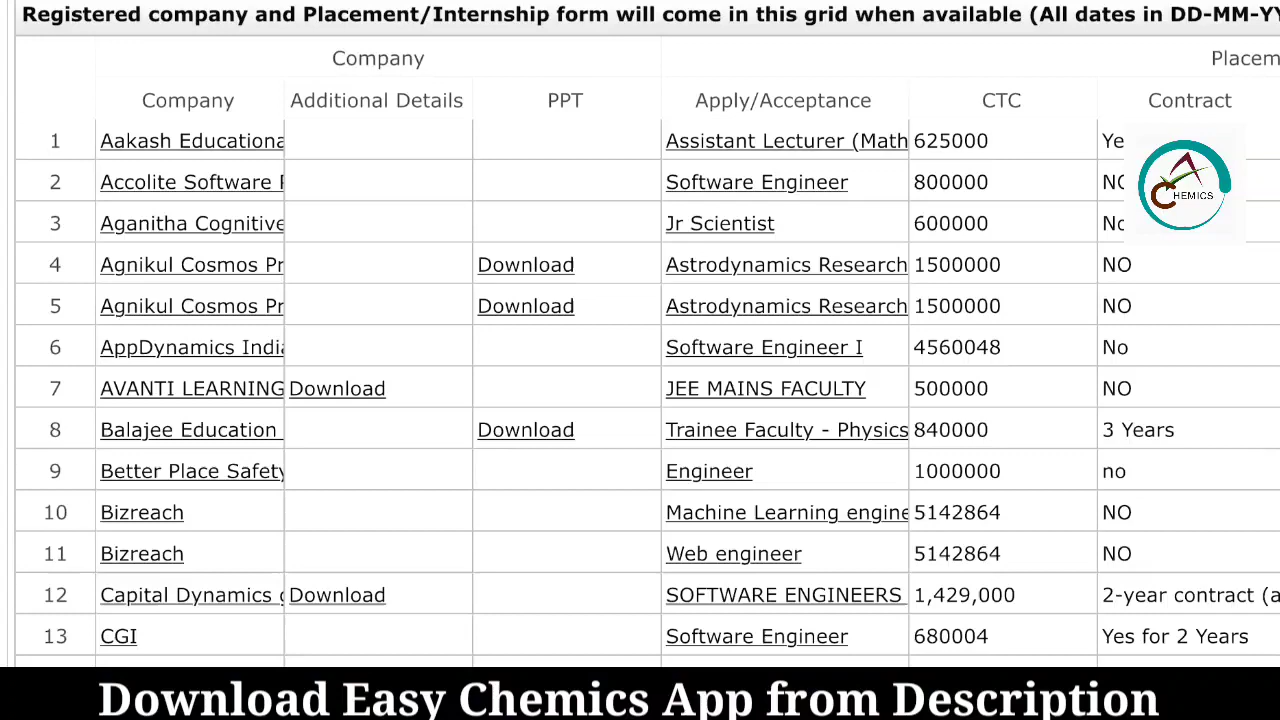 Registered company and Placement/Internship form will come in this grid when available (All dates in DD-MM-YY
Company Placem
Company Additional Details PPT Apply/Acceptance CTC Contract
1 Aakash Educationa Assistant Lecturer (Math 625000 Ye
2 Accolite Software Software Engineer 800000 NO
3 Aganitha Cognitive Jr Scientist 600000 No
4 Agnikul Cosmos Pr Download Astrodynamics Research 1500000 NO
5 Agnikul Cosmos Pr Download Astrodynamics Research 1500000 NO
6 AppDynamics India Software Engineer I 4560048 No
7 AVANTI LEARNING Download JEE MAINS FACULTY 500000 NO
8 Balajee Education Download Trainee Faculty - Physics 840000 3 Years
9 Better Place Safety Engineer 1000000 no
10 Bizreach Machine Learning engine 5142864 NO
11 Bizreach Web engineer 5142864 NO
12 Capital Dynamics Download SOFTWARE ENGINEERS 1,429,000 2-year contract (a
13 CGI Software Engineer 680004 Yes for 2 Years
CHEMICS
Download Easy Chemics App from Description